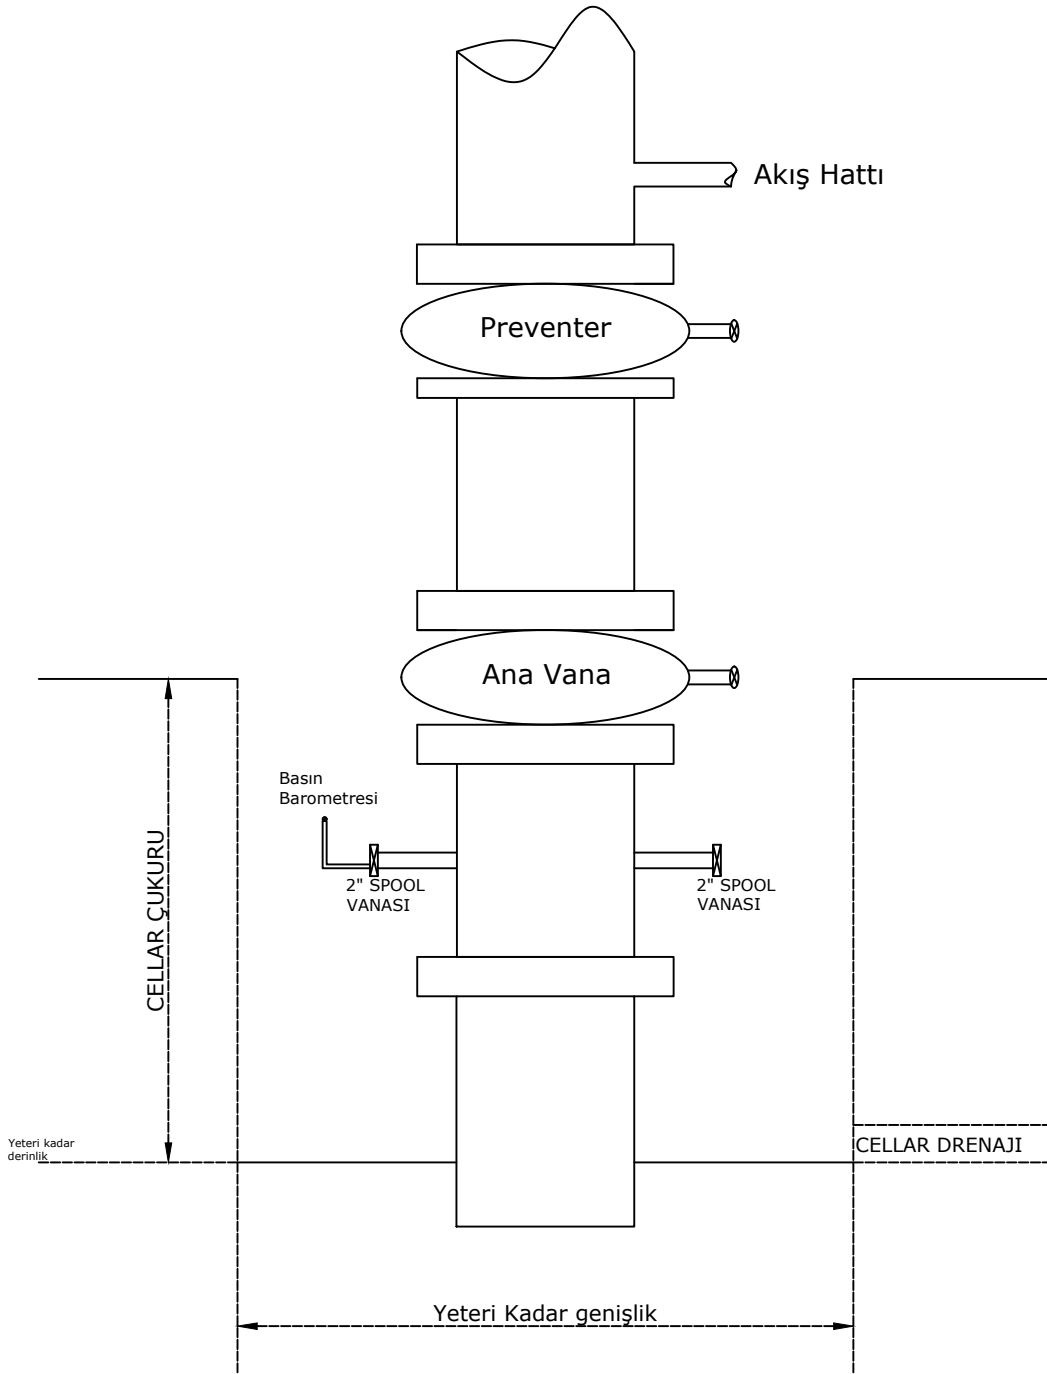 Akış Hattı
Preventer
Ana Vana
Basın
Barometresi
2" SPOOL
VANASI
2" SPOOL
VANASI
CELLAR ÇUKURU
Yeteri kadar
derinlik
CELLAR DRENAJI
Yeteri Kadar genişlik